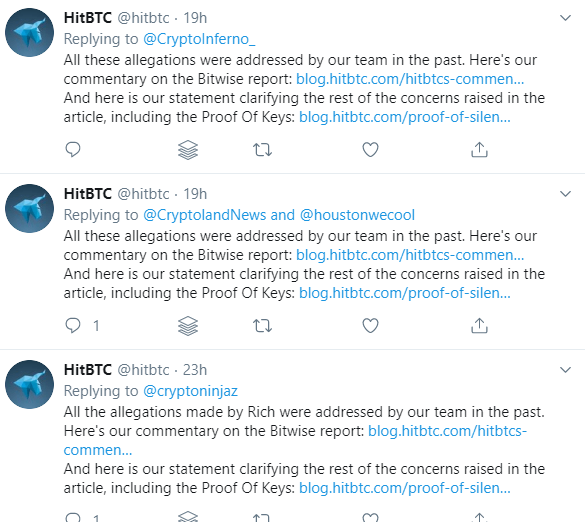 HitBTC @hitbtc · 19h
Replying to @CryptoInferno_
All these allegations were addressed by our team in the past. Here's our
commentary on the Bitwise report: blog.hitbtc.com/hitbtcs-commen...
And here is our statement clarifying the rest of the concerns raised in the
article, including the Proof Of Keys: blog.hitbtc.com/proof-of-silen...
HitBTC @hitbtc · 19h
Replying to @CryptolandNews and @houstonwecool
All these allegations were addressed by our team in the past. Here's our
commentary on the Bitwise report: blog.hitbtc.com/hitbtcs-commen...
And here is our statement clarifying the rest of the concerns raised in the
article, including the Proof Of Keys: blog.hitbtc.com/proof-of-silen...
1
HitBTC @hitbtc · 23h
Replying to @cryptoninjaz
All the allegations made by Rich were addressed by our team in the past.
Here's our commentary on the Bitwise report: blog.hitbtc.com/hitbtcs-
commen...
And here is our statement clarifying the rest of the concerns raised in the
article, including the Proof Of Keys: blog.hitbtc.com/proof-of-silen...
1